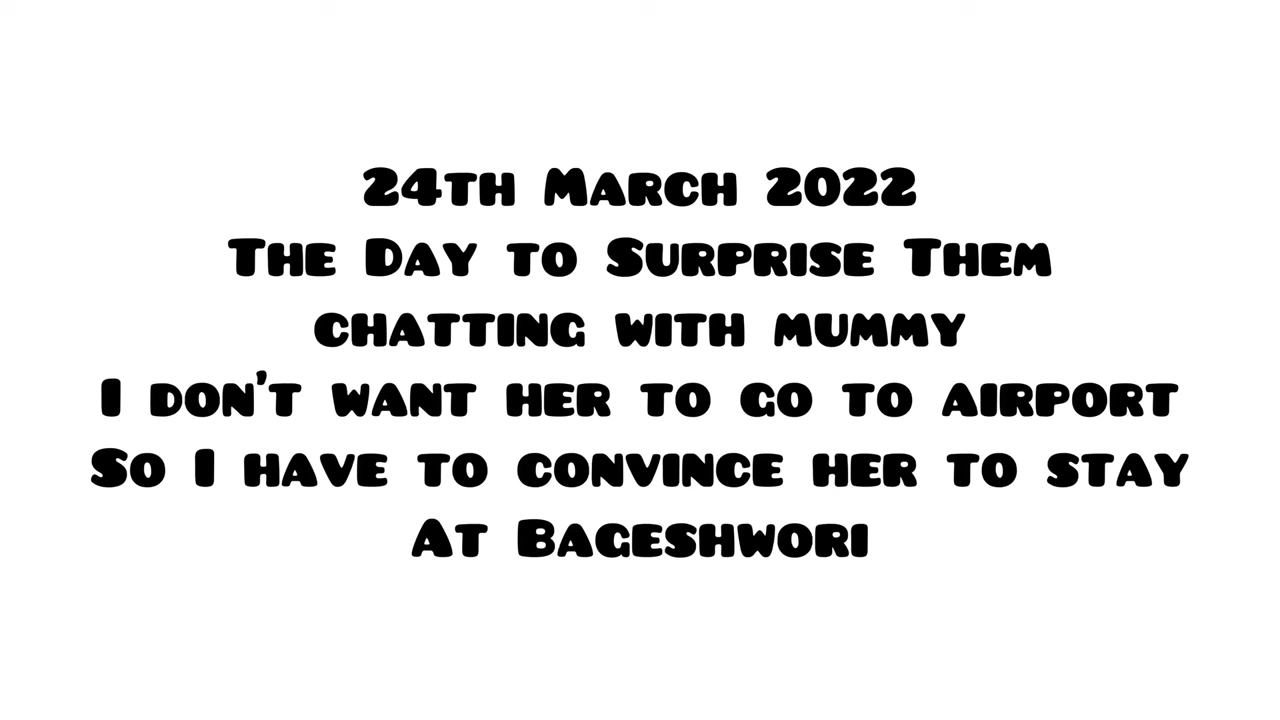 24th March 2022
The Day to Surprise Them
chatting with mummy
I don't want her to go to airport
So I have to convince her to stay
At Bageshwori